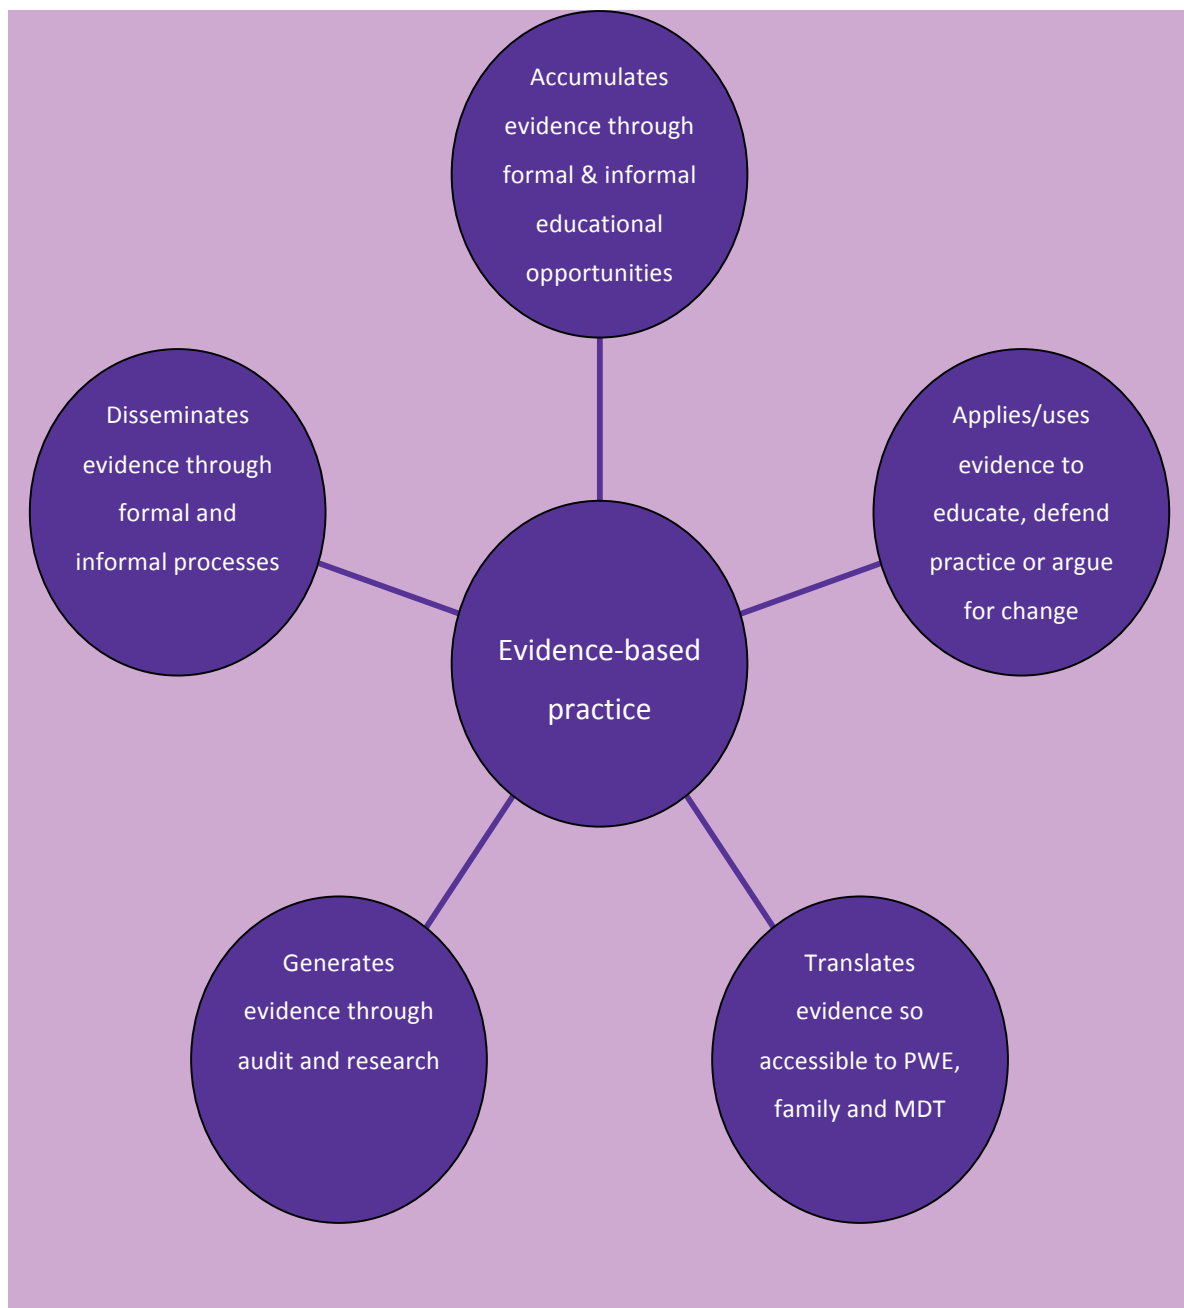 Accumulates
evidence through
formal & informal
educational
opportunities
Disseminates
evidence through
formal and
informal processes
Applies/uses
evidence to
educate, defend
practice or argue
for change
Evidence-based
practice
Generates
evidence through
audit and research
Translates
evidence so
accessible to PWE,
family and MDT